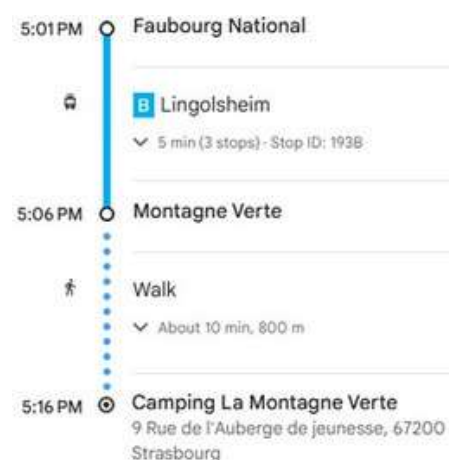 5:01 PM Faubourg National
B Lingolsheim
5 min (3 stops) · Stop ID: 193B
5:06 PM Montagne Verte
Walk
About 10 min, 800 m
5:16 PM Camping La Montagne Verte
9 Rue de l'Auberge de jeunesse, 67200
Strasbourg